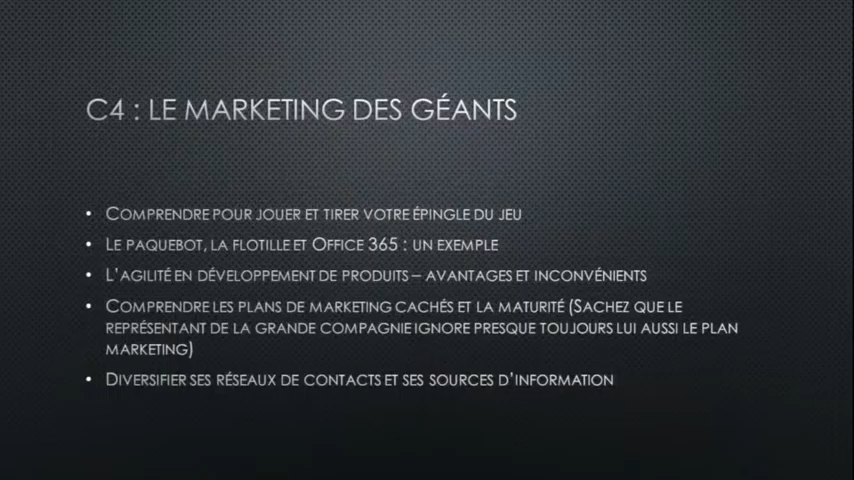 C4 : LE MARKETING DES GÉANTS
• COMPRENDRE POUR JOUER ET TIRER VOTRE ÉPINGLE DU JEU
• LE PAQUEBOT, LA FLOTILLE ET OFFICE 365 : UN EXEMPLE
• L'AGILITÉ EN DÉVELOPPEMENT DE PRODUITS – AVANTAGES ET INCONVÉNIENTS
• COMPRENDRE LES PLANS DE MARKETING CACHÉS ET LA MATURITÉ (SACHEZ QUE LE
REPRÉSENTANT DE LA GRANDE COMPAGNIE IGNORE PRESQUE TOUJOURS LUI AUSSI LE PLAN
MARKETING)
• DIVERSIFIER SES RÉSEAUX DE CONTACTS ET SES SOURCES D'INFORMATION